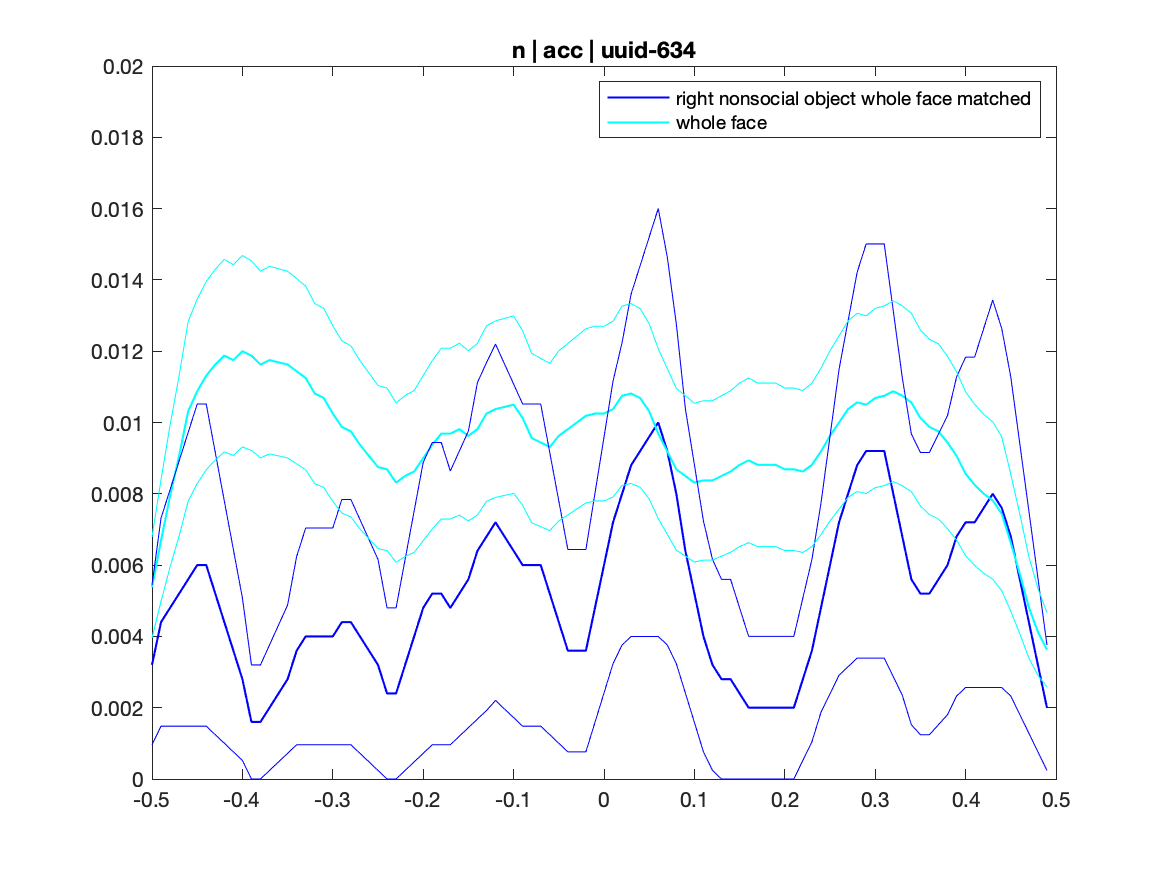 n | acc | uuid-634
0.02
0.018
0.016
0.014
0.012
0.01
0.008
0.006
0.004
0.002
0
right nonsocial object whole face matched
whole face
-0.5 -0.4 -0.3 -0.2 -0.1 0 0.1 0.2 0.3 0.4 0.5